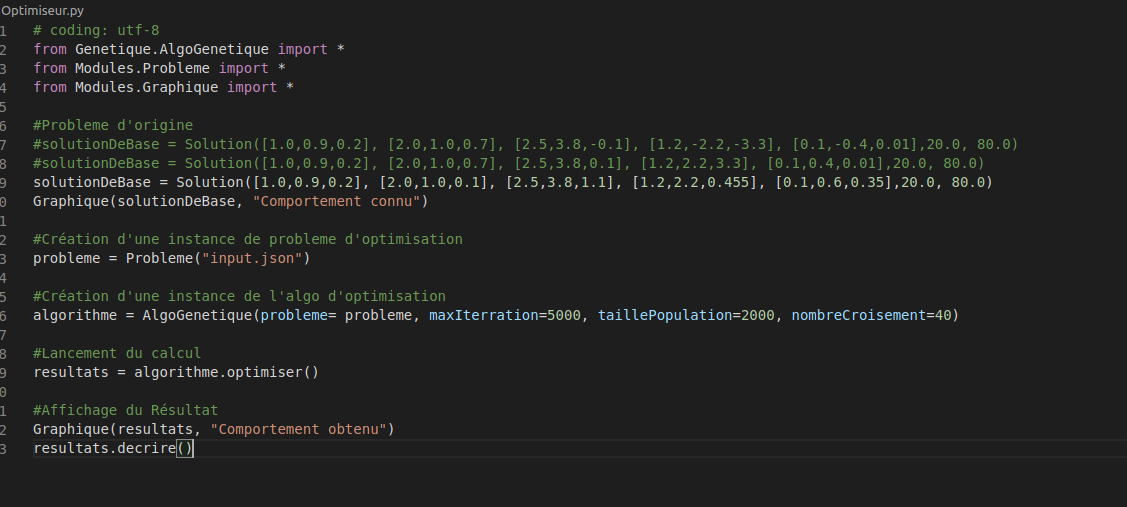 Optimiseur.py
1 # coding: utf-8
2 from Genetique.AlgoGenetique import *
3 from Modules.Probleme import *
4 from Modules.Graphique import *
5
6 #Probleme d'origine
7 #solutionDeBase = Solution([1.0,0.9,0.2], [2.0,1.0,0.7], [2.5,3.8,-0.1], [1.2,-2.2,-3.3], [0.1,-0.4,0.01],20.0, 80.0)
8 #solutionDeBase = Solution([1.0,0.9,0.2], [2.0,1.0,0.7], [2.5,3.8,0.1], [1.2,2.2,3.3], [0.1,0.4,0.01],20.0, 80.0)
9 solutionDeBase = Solution([1.0,0.9,0.2], [2.0,1.0,0.1], [2.5,3.8,1.1], [1.2,2.2,0.455], [0.1,0.6,0.35],20.0, 80.0)
0 Graphique(solutionDeBase, "Comportement connu")
1
2 #Création d'une instance de probleme d'optimisation
3 probleme = Probleme("input.json")
4
5 #Création d'une instance de l'algo d'optimisation
6 algorithme = AlgoGenetique(probleme= probleme, maxIterration=5000, taillePopulation=2000, nombreCroisement=40)
7
8 #Lancement du calcul
9 resultats = algorithme.optimiser()
0
1 #Affichage du Résultat
2 Graphique(resultats, "Comportement obtenu")
3 resultats.decrire()